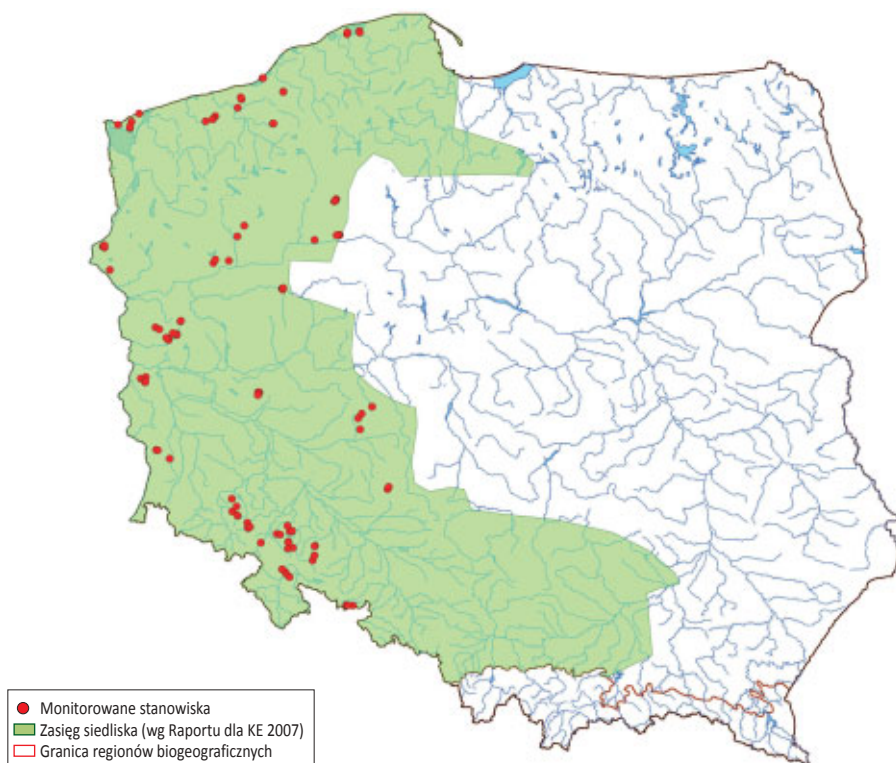 Monitorowane stanowiska
Zasięg siedliska (wg Raportu dla KE 2007)
Granica regionów biogeograficznych